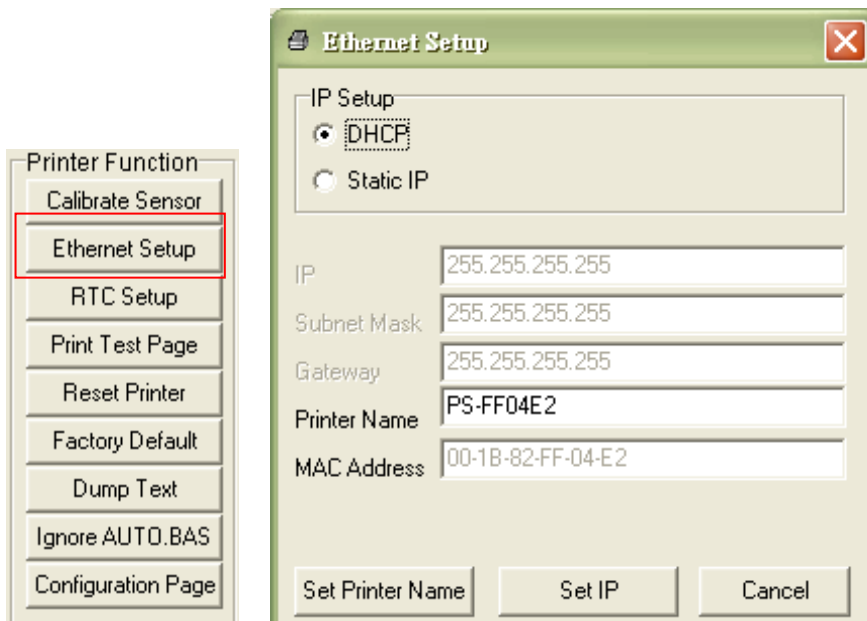 Printer Function
Calibrate Sensor
Ethernet Setup
RTC Setup
Print Test Page
Reset Printer
Factory Default
Dump Text
Ignore AUTO.BAS
Configuration Page
Ethernet Setup
IP Setup
DHCP
Static IP
IP 255.255.255.255
Subnet Mask 255.255.255.255
Gateway 255.255.255.255
Printer Name PS-FF04E2
MAC Address 00-1B-82-FF-04-E2
Set Printer Name Set IP Cancel